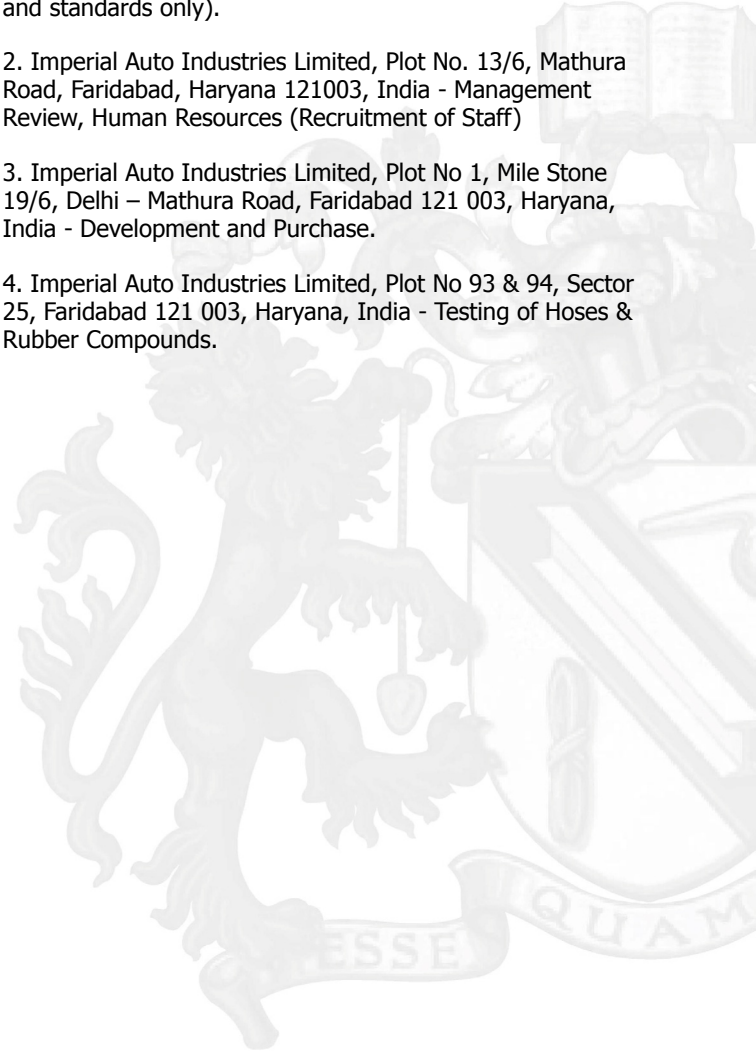 and standards only).
2. Imperial Auto Industries Limited, Plot No. 13/6, Mathura
Road, Faridabad, Haryana 121003, India - Management
Review, Human Resources (Recruitment of Staff)
3. Imperial Auto Industries Limited, Plot No 1, Mile Stone
19/6, Delhi – Mathura Road, Faridabad 121 003, Haryana,
India - Development and Purchase.
4. Imperial Auto Industries Limited, Plot No 93 & 94, Sector
25, Faridabad 121 003, Haryana, India - Testing of Hoses &
Rubber Compounds.
ESSE QUAM